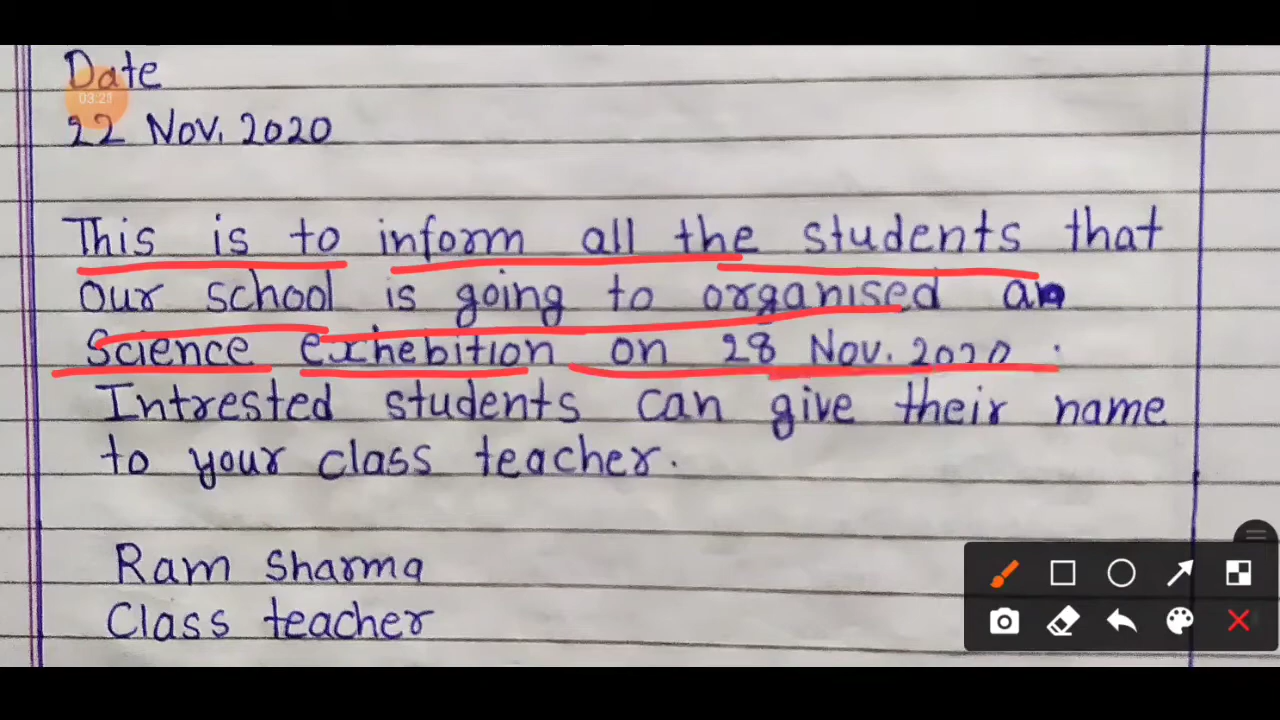 Date
03:21
22 Nov. 2020
This is to inform all the students that
our school is going to organised an
Science exhebition on 28 Nov. 2020.
Intrested students can give their name
to your class teacher.
Ram Sharma
Class teacher